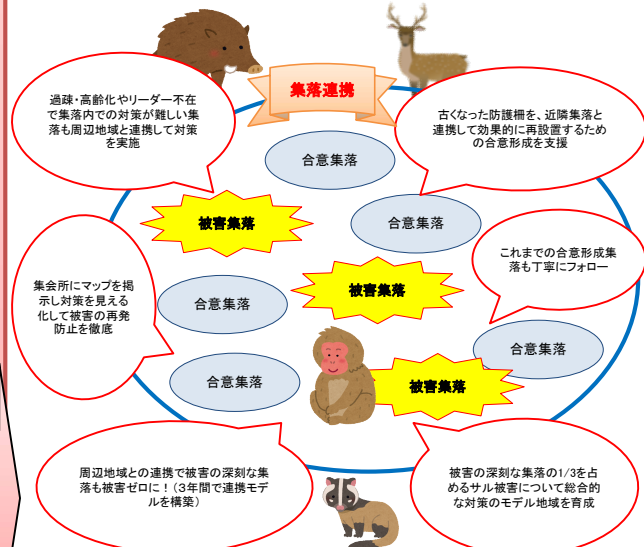 集落連携
過疎・高齢化やリーダー不在
で集落内での対策が難しい集
落も周辺地域と連携して対策
を実施
古くなった防護柵を、近隣集落と
連携して効果的に再設置するため
の合意形成を支援
合意集落
被害集落
合意集落
これまでの合意形成集
落も丁寧にフォロー
集会所にマップを掲
示し対策を見える
化して被害の再発
防止を徹底
被害集落
合意集落
合意集落
合意集落
被害集落
周辺地域との連携で被害の深刻な集
落も被害ゼロに！（３年間で連携モデ
ルを構築）
被害の深刻な集落の1/3を占
めるサル被害について総合的
な対策のモデル地域を育成